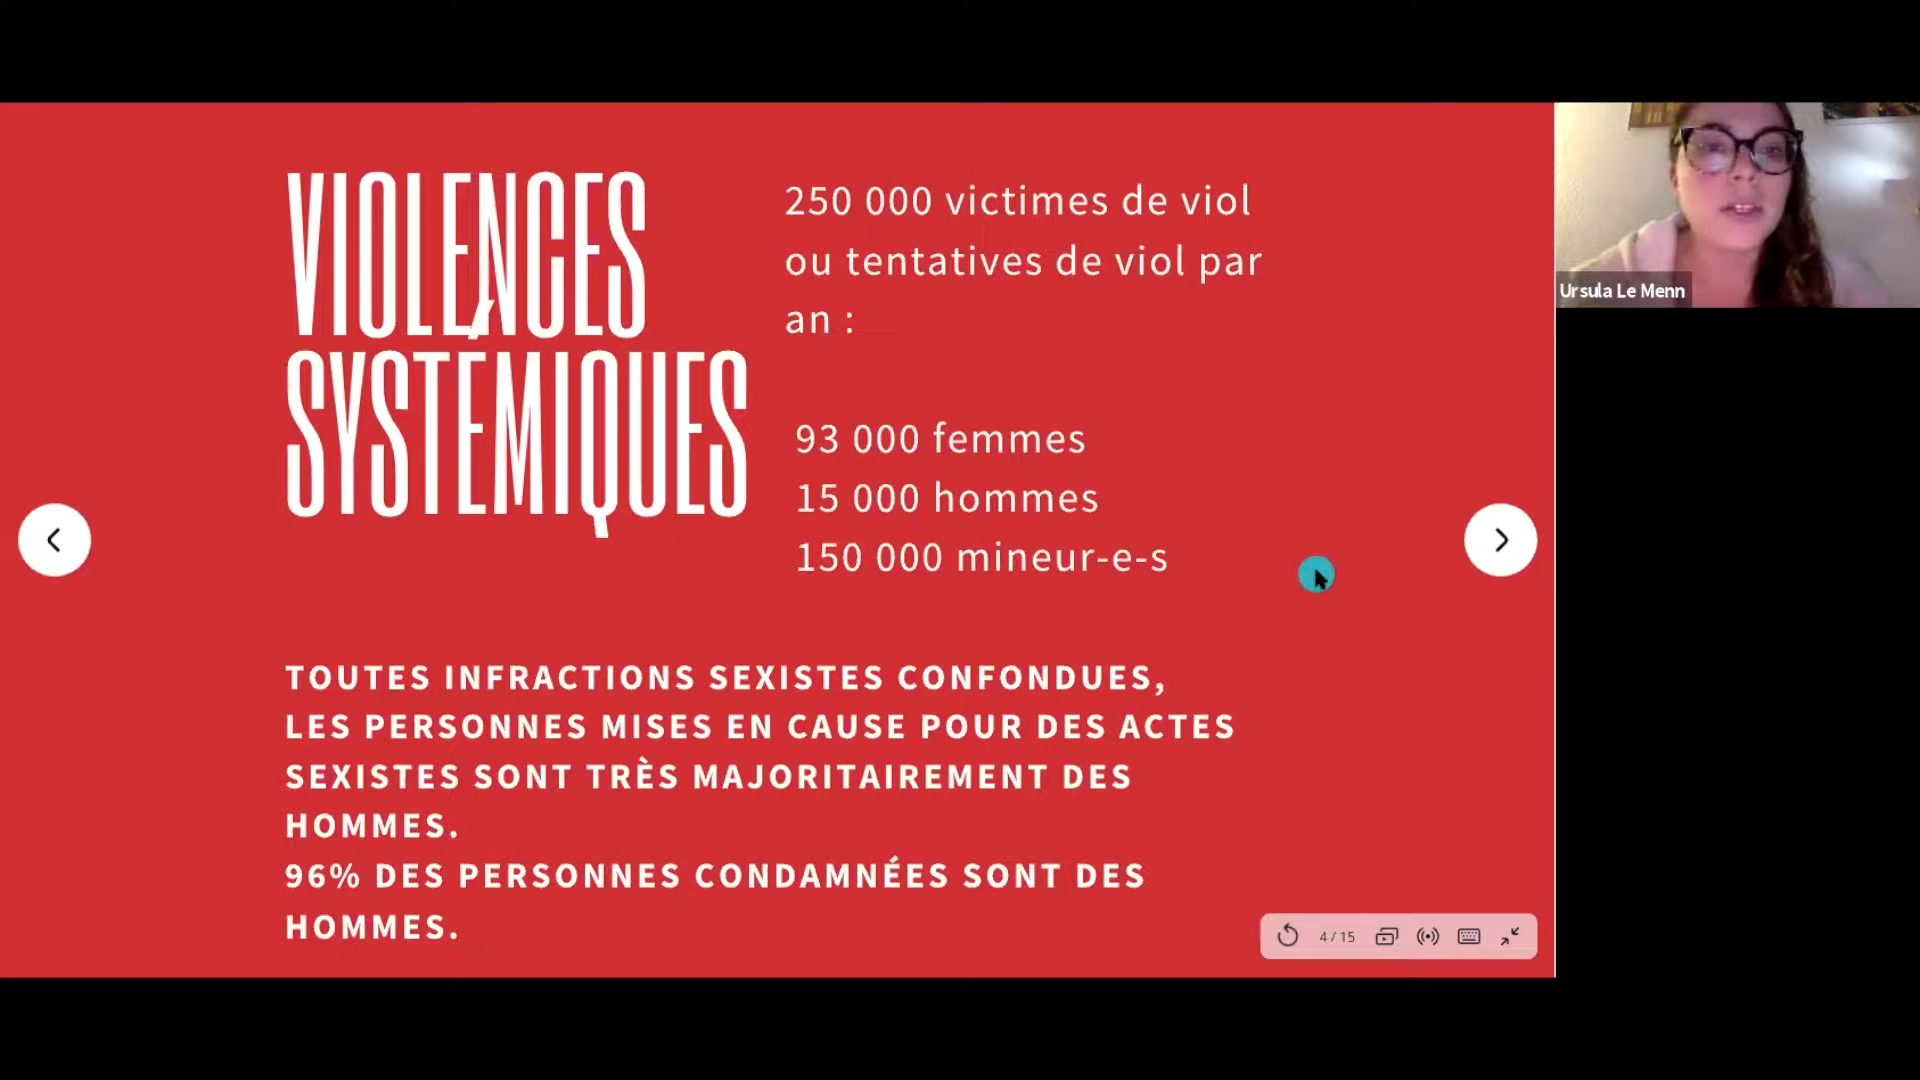 VIOLENCES
SYSTÉMIQUES
250 000 victimes de viol
ou tentatives de viol par
an :
93 000 femmes
15 000 hommes
150 000 mineur-e-s
TOUTES INFRACTIONS SEXISTES CONFONDUES,
LES PERSONNES MISES EN CAUSE POUR DES ACTES
SEXISTES SONT TRÈS MAJORITAIREMENT DES
HOMMES.
96% DES PERSONNES CONDAMNÉES SONT DES
HOMMES.
4 / 15
Ursula Le Menn